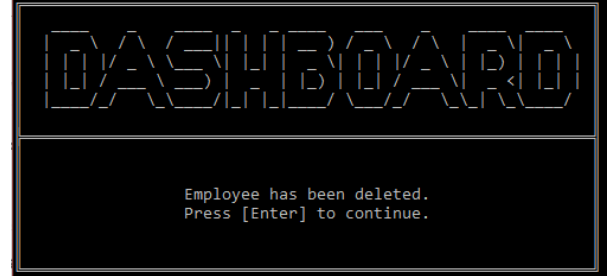 DASHBOARD
Employee has been deleted.
Press [Enter] to continue.